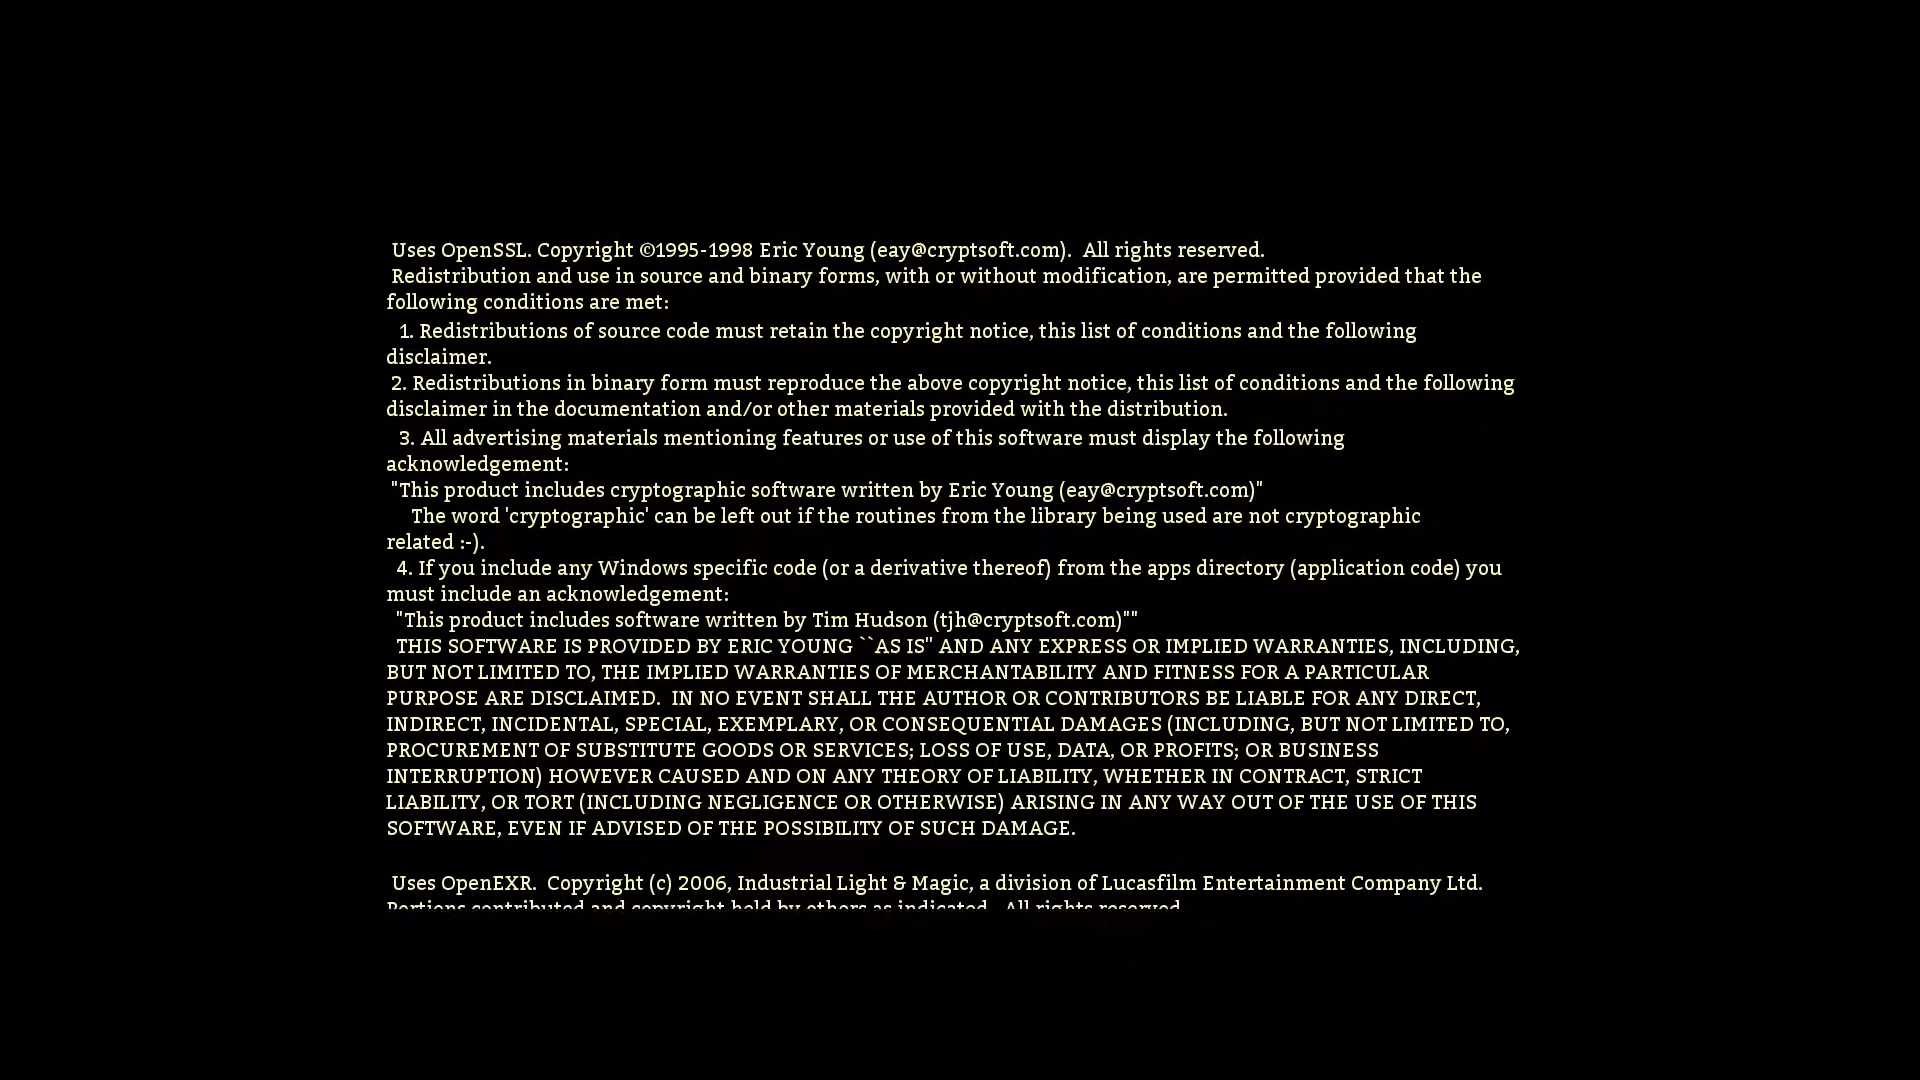 Uses OpenSSL. Copyright ©1995-1998 Eric Young (eay@cryptsoft.com).  All rights reserved.
Redistribution and use in source and binary forms, with or without modification, are permitted provided that the
following conditions are met:
1. Redistributions of source code must retain the copyright notice, this list of conditions and the following
disclaimer.
2. Redistributions in binary form must reproduce the above copyright notice, this list of conditions and the following
disclaimer in the documentation and/or other materials provided with the distribution.
3. All advertising materials mentioning features or use of this software must display the following
acknowledgement:
"This product includes cryptographic software written by Eric Young (eay@cryptsoft.com)"
The word 'cryptographic' can be left out if the routines from the library being used are not cryptographic
related :-).
4. If you include any Windows specific code (or a derivative thereof) from the apps directory (application code) you
must include an acknowledgement:
"This product includes software written by Tim Hudson (tjh@cryptsoft.com)""
THIS SOFTWARE IS PROVIDED BY ERIC YOUNG ``AS IS'' AND ANY EXPRESS OR IMPLIED WARRANTIES, INCLUDING,
BUT NOT LIMITED TO, THE IMPLIED WARRANTIES OF MERCHANTABILITY AND FITNESS FOR A PARTICULAR
PURPOSE ARE DISCLAIMED.  IN NO EVENT SHALL THE AUTHOR OR CONTRIBUTORS BE LIABLE FOR ANY DIRECT,
INDIRECT, INCIDENTAL, SPECIAL, EXEMPLARY, OR CONSEQUENTIAL DAMAGES (INCLUDING, BUT NOT LIMITED TO,
PROCUREMENT OF SUBSTITUTE GOODS OR SERVICES; LOSS OF USE, DATA, OR PROFITS; OR BUSINESS
INTERRUPTION) HOWEVER CAUSED AND ON ANY THEORY OF LIABILITY, WHETHER IN CONTRACT, STRICT
LIABILITY, OR TORT (INCLUDING NEGLIGENCE OR OTHERWISE) ARISING IN ANY WAY OUT OF THE USE OF THIS
SOFTWARE, EVEN IF ADVISED OF THE POSSIBILITY OF SUCH DAMAGE.
Uses OpenEXR.  Copyright (c) 2006, Industrial Light & Magic, a division of Lucasfilm Entertainment Company Ltd.
Portions contributed and copyright held by others as indicated.  All rights reserved.